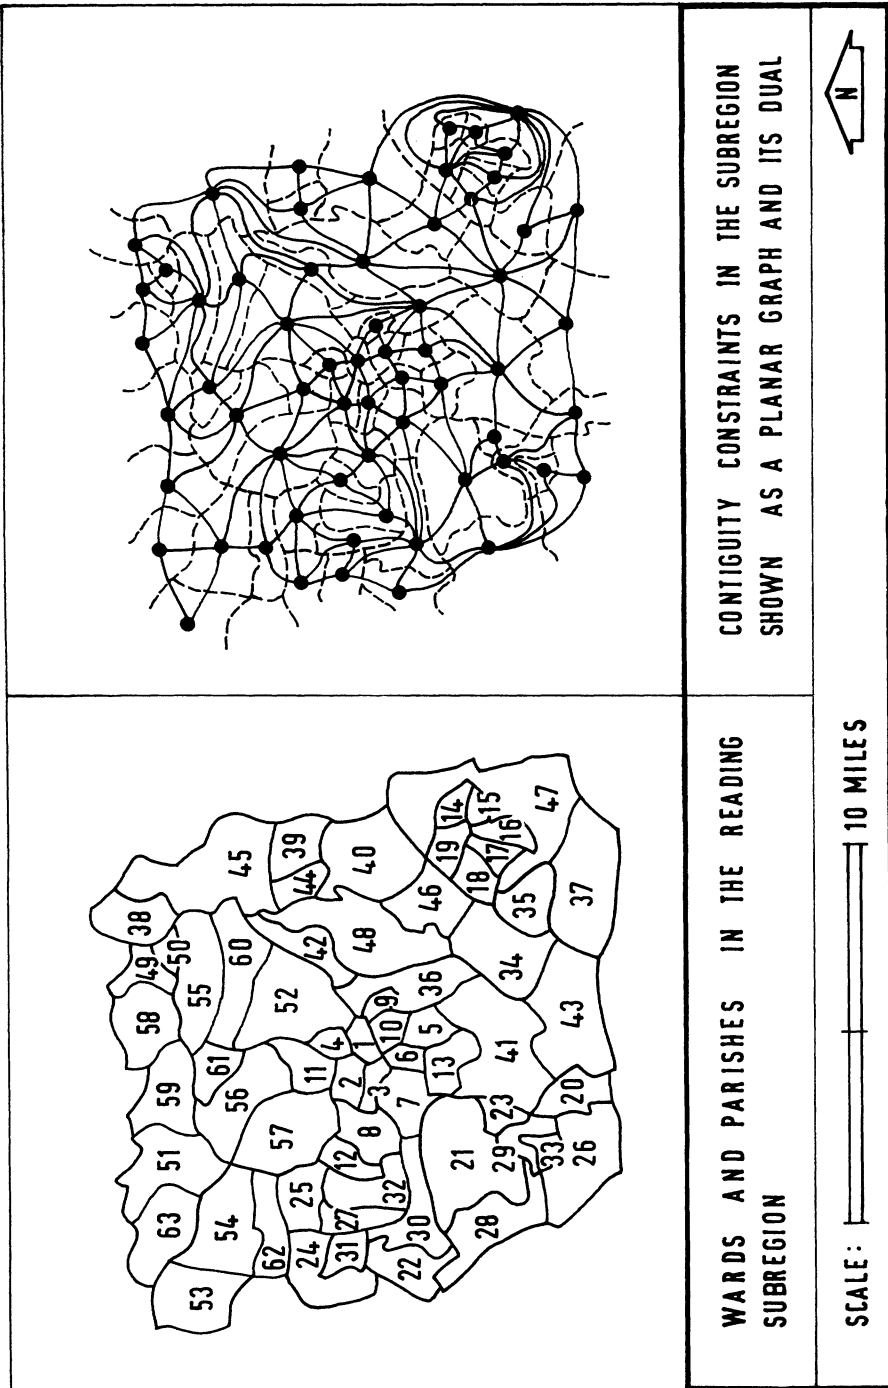 53 63 51 59 58 49 38
54 61 55 50
56 60 45
62 57 52 39
24 25 11 42 44
31 27 12 2 4 1 48 40
8 3 9
22 30 32 7 6 10 5 36 46
28 21 13 19 14
29 23 41 34 18 17 15
33 20 35 16
26 43 37 47
WARDS AND PARISHES IN THE READING
SUBREGION
CONTIGUITY CONSTRAINTS IN THE SUBREGION
SHOWN AS A PLANAR GRAPH AND ITS DUAL
SCALE: 10 MILES
N